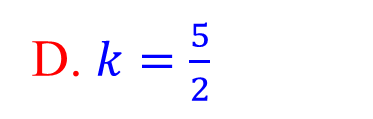 D. k = 5/2